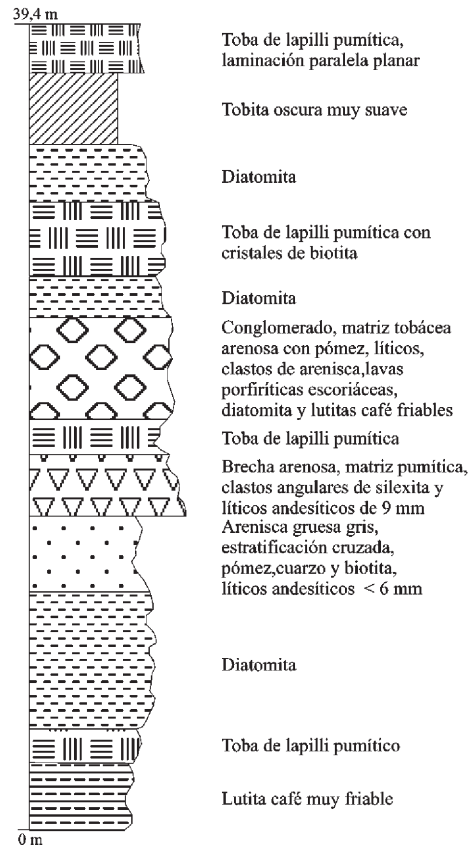 39,4 m
Toba de lapilli pumítica,
laminación paralela planar
Tobita oscura muy suave
Diatomita
Toba de lapilli pumítica con
cristales de biotita
Diatomita
Conglomerado, matriz tobácea
arenosa con pómez, líticos,
clastos de arenisca,lavas
porfiríticas escoriáceas,
diatomita y lutitas café friables
Toba de lapilli pumítica
Brecha arenosa, matriz pumítica,
clastos angulares de silexita y
líticos andesíticos de 9 mm
Arenisca gruesa gris,
estratificación cruzada,
pómez,cuarzo y biotita,
líticos andesíticos < 6 mm
Diatomita
Toba de lapilli pumítico
Lutita café muy friable
0 m